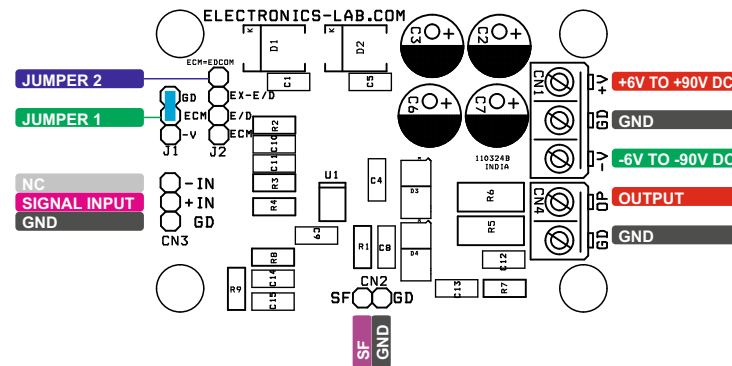 ELECTRONICS-LAB.COM
K D1
K D2
C3
C2
ECM=EDCOM
JUMPER 2
C1
C5
CN1
+V
+6V TO +90V DC
GD
EX-E/D
JUMPER 1
ECM
E/D
R2
C6
C7
GD
GND
-V
ECM
J1
J2
C10
C11
110324B
INDIA
-V
-6V TO -90V DC
NC
-IN
R3
U1
C4
D3
R6
CN4
OP
OUTPUT
SIGNAL INPUT
+IN
R4
GND
GD
CN3
C9
R1
C8
D4
R5
GD
GND
R8
C12
R9
C14
CN2
C15
SF
GD
C13
R7
SF
GND